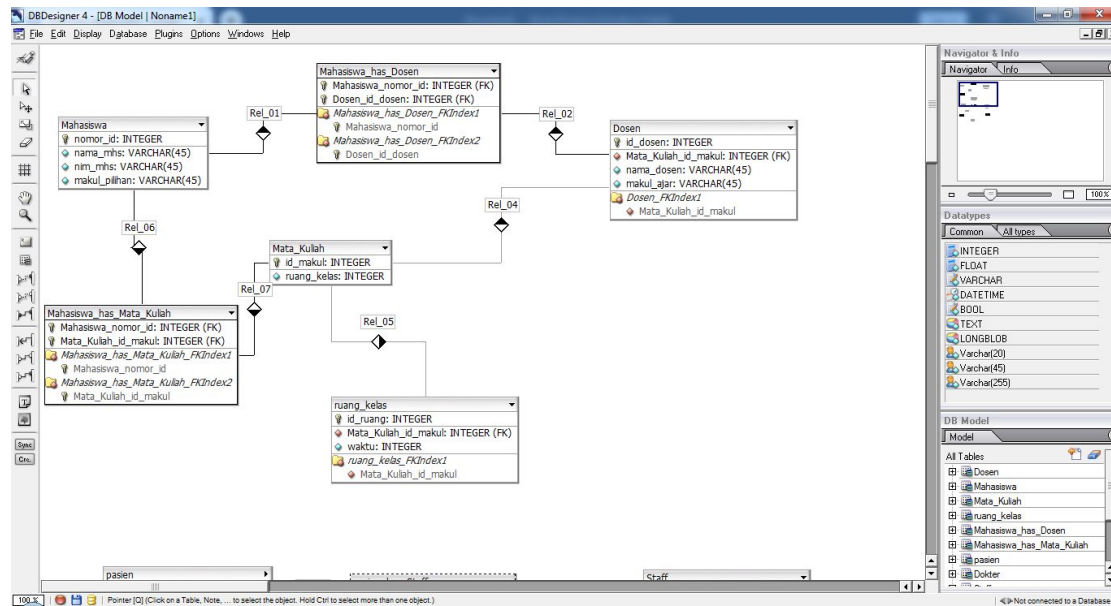 DBDesigner 4 - [DB Model | Noname1]
File Edit Display Database Plugins Options Windows Help
Mahasiswa_has_Dosen
Mahasiswa_nomor_id: INTEGER (FK)
Dosen_id_dosen: INTEGER (FK)
Mahasiswa_has_Dosen_FKIndex1
Mahasiswa_nomor_id
Mahasiswa_has_Dosen_FKIndex2
Dosen_id_dosen
Rel_01
Rel_02
Mahasiswa
nomor_id: INTEGER
nama_mhs: VARCHAR(45)
nim_mhs: VARCHAR(45)
makul_pilihan: VARCHAR(45)
Dosen
id_dosen: INTEGER
Mata_Kuliah_id_makul: INTEGER (FK)
nama_dosen: VARCHAR(45)
makul_ajar: VARCHAR(45)
Dosen_FKIndex1
Mata_Kuliah_id_makul
Rel_04
Rel_06
Mata_Kuliah
id_makul: INTEGER
ruang_kelas: INTEGER
Rel_07
Mahasiswa_has_Mata_Kuliah
Mahasiswa_nomor_id: INTEGER (FK)
Mata_Kuliah_id_makul: INTEGER (FK)
Mahasiswa_has_Mata_Kuliah_FKIndex1
Mahasiswa_nomor_id
Mahasiswa_has_Mata_Kuliah_FKIndex2
Mata_Kuliah_id_makul
Rel_05
ruang_kelas
id_ruang: INTEGER
Mata_Kuliah_id_makul: INTEGER (FK)
waktu: INTEGER
ruang_kelas_FKIndex1
Mata_Kuliah_id_makul
pasien
Staff
Navigator & Info
Navigator Info
100%
Datatypes
Common All types
INTEGER
FLOAT
VARCHAR
DATETIME
BOOL
TEXT
LONGBLOB
Varchar(20)
Varchar(45)
Varchar(255)
DB Model
Model
All Tables
Dosen
Mahasiswa
Mata_Kuliah
ruang_kelas
Mahasiswa_has_Dosen
Mahasiswa_has_Mata_Kuliah
pasien
Dokter
Sync
100 %
Pointer [Q] (Click on a Table, Note, ... to select the object. Hold Ctrl to select more than one object.)
Not connected to a Database